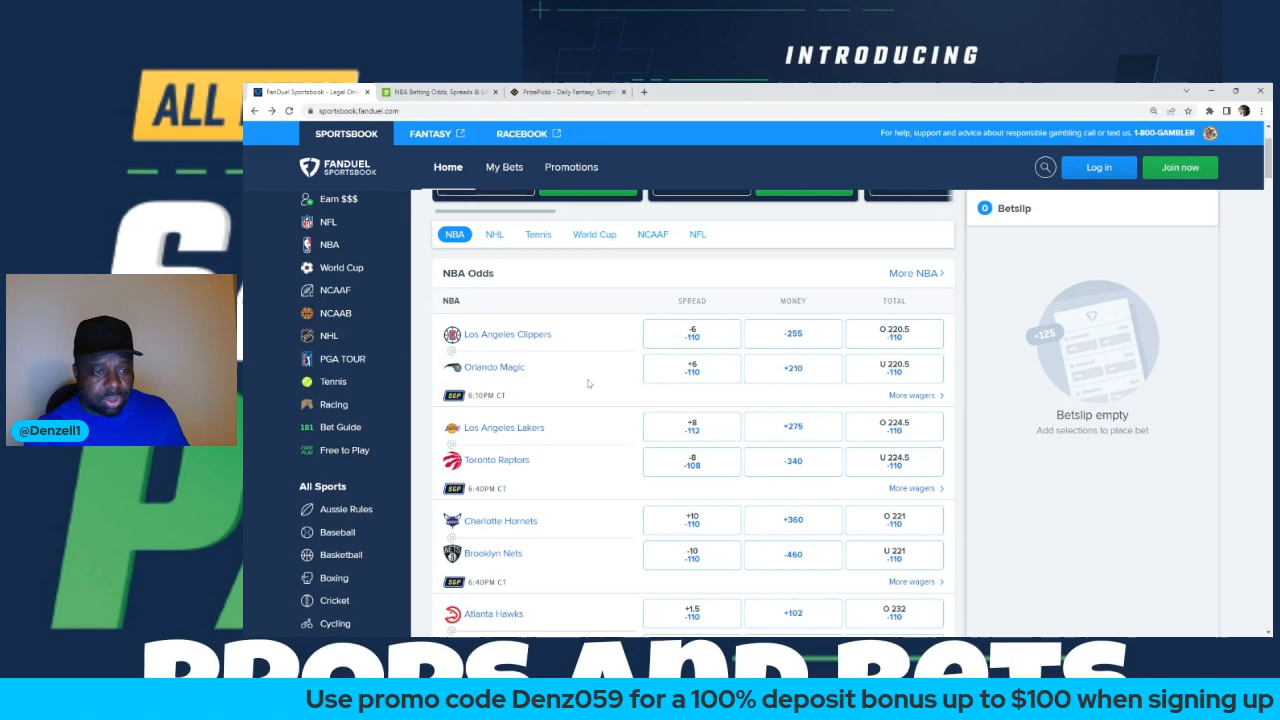 INTRODUCING
ALL
FanDuel Sportsbook - Legal On
NBA Betting Odds, Spreads & Li
PrizePicks - Daily Fantasy, Simpli
sportsbook.fanduel.com
SPORTSBOOK
FANTASY
RACEBOOK
For help, support and advice about responsible gambling call or text us. 1-800-GAMBLER
FANDUEL
SPORTSBOOK
Home
My Bets
Promotions
Log in
Join now
Earn $$$
NFL
NBA
World Cup
NCAAF
NCAAB
NHL
PGA TOUR
Tennis
Racing
101 Bet Guide
FREE PLAY Free to Play
All Sports
Aussie Rules
Baseball
Basketball
Boxing
Cricket
Cycling
NBA
NHL
Tennis
World Cup
NCAAF
NFL
NBA Odds
More NBA >
NBA
SPREAD
MONEY
TOTAL
Los Angeles Clippers
-6
-110
-255
O 220.5
-110
@
Orlando Magic
+6
-110
+210
U 220.5
-110
SGP 6:10PM CT
More wagers >
Los Angeles Lakers
+8
-112
+275
O 224.5
-110
@
Toronto Raptors
-8
-108
-340
U 224.5
-110
SGP 6:40PM CT
More wagers >
Charlotte Hornets
+10
-110
+360
O 221
-110
@
Brooklyn Nets
-10
-110
-460
U 221
-110
SGP 6:40PM CT
More wagers >
Atlanta Hawks
+1.5
-110
+102
O 232
-110
0 Betslip
+125
Betslip empty
Add selections to place bet
@Denzell1
PROPS AND BETS
Use promo code Denz059 for a 100% deposit bonus up to $100 when signing up